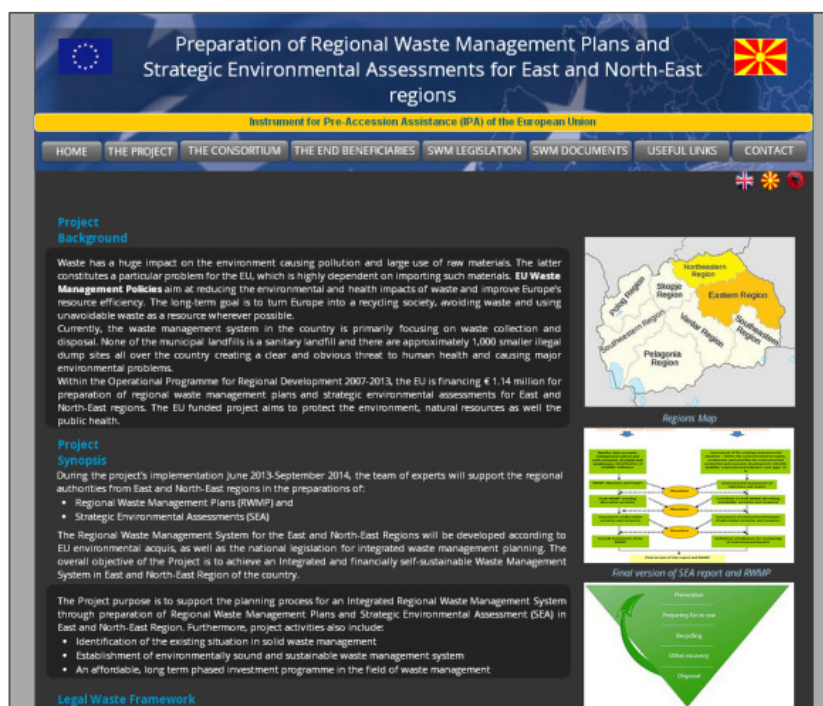 Preparation of Regional Waste Management Plans and
Strategic Environmental Assessments for East and North-East
regions
Instrument for Pre-Accession Assistance (IPA) of the European Union
HOME
THE PROJECT
THE CONSORTIUM
THE END BENEFICIARIES
SWM LEGISLATION
SWM DOCUMENTS
USEFUL LINKS
CONTACT
Project
Background
Waste has a huge impact on the environment causing pollution and large use of raw materials. The latter
constitutes a particular problem for the EU, which is highly dependent on importing such materials. EU Waste
Management Policies aim at reducing the environmental and health impacts of waste and improve Europe's
resource efficiency. The long-term goal is to turn Europe into a recycling society, avoiding waste and using
unavoidable waste as a resource wherever possible.
Currently, the waste management system in the country is primarily focusing on waste collection and
disposal. None of the municipal landfills is a sanitary landfill and there are approximately 1,000 smaller illegal
dump sites all over the country creating a clear and obvious threat to human health and causing major
environmental problems.
Within the Operational Programme for Regional Development 2007-2013, the EU is financing € 1.14 million for
preparation of regional waste management plans and strategic environmental assessments for East and
North-East regions. The EU funded project aims to protect the environment, natural resources as well the
public health.
Project
Synopsis
During the project's implementation June 2013-September 2014, the team of experts will support the regional
authorities from East and North-East regions in the preparations of:
• Regional Waste Management Plans (RWMP) and
• Strategic Environmental Assessments (SEA)
The Regional Waste Management System for the East and North-East Regions will be developed according to
EU environmental acquis, as well as the national legislation for integrated waste management planning. The
overall objective of the Project is to achieve an Integrated and financially self-sustainable Waste Management
System in East and North-East Region of the country.
The Project purpose is to support the planning process for an Integrated Regional Waste Management System
through preparation of Regional Waste Management Plans and Strategic Environmental Assessment (SEA) in
East and North-East Region. Furthermore, project activities also include:
• Identification of the existing situation in solid waste management
• Establishment of environmentally sound and sustainable waste management system
• An affordable, long term phased investment programme in the field of waste management
Legal Waste Framework
Northeastern
Region
Polog Region
Skopje
Region
Eastern Region
Southwestern Region
Vardar Region
Southeastern
Region
Pelagonia
Region
Regions Map
Final version of SEA report and RWMP
Prevention
Preparing for re-use
Recycling
Other recovery
Disposal